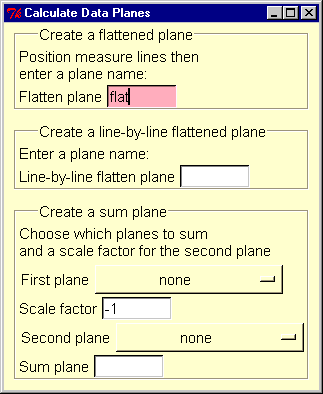 Calculate Data Planes
Create a flattened plane
Position measure lines then
enter a plane name:
Flatten plane flat
Create a line-by-line flattened plane
Enter a plane name:
Line-by-line flatten plane
Create a sum plane
Choose which planes to sum
and a scale factor for the second plane
First plane none
Scale factor -1
Second plane none
Sum plane